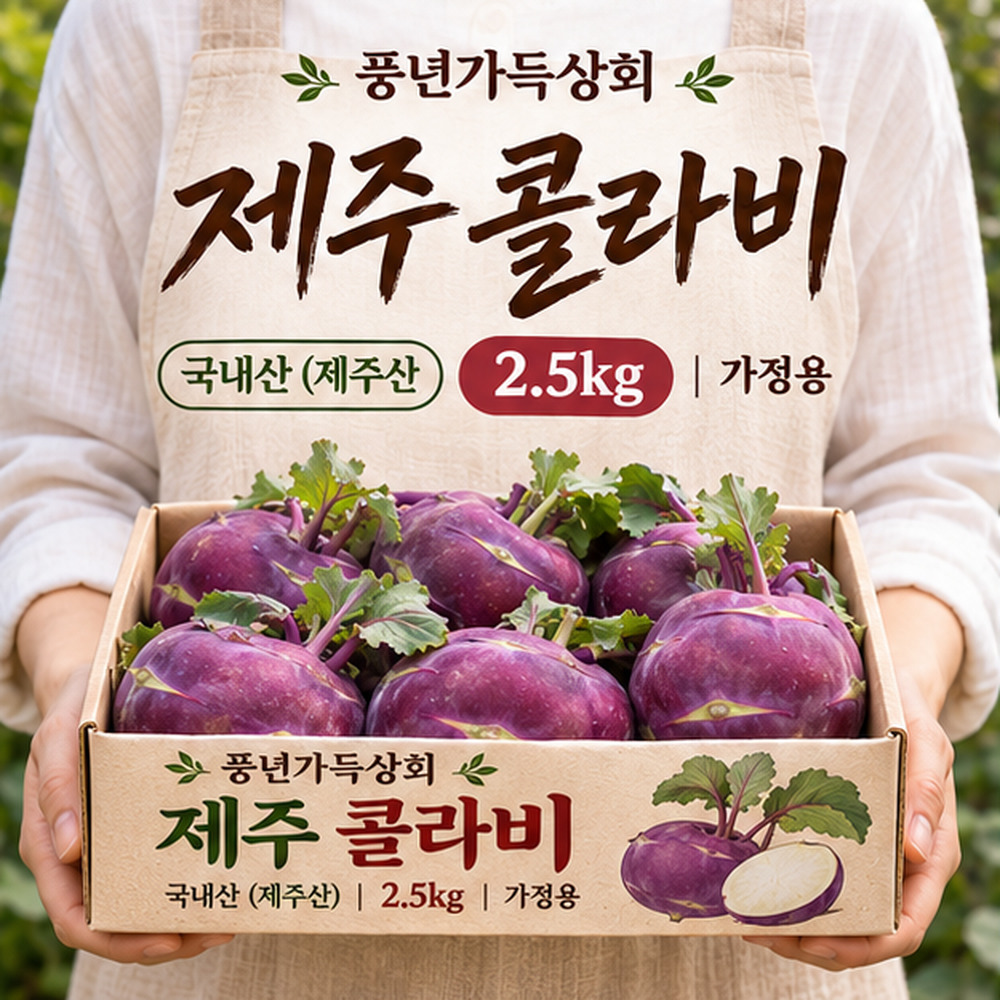 풍년가득상회
제주 콜라비
국내산 (제주산
2.5kg | 가정용
풍년가득상회
제주 콜라비
국내산 (제주산) | 2.5kg | 가정용